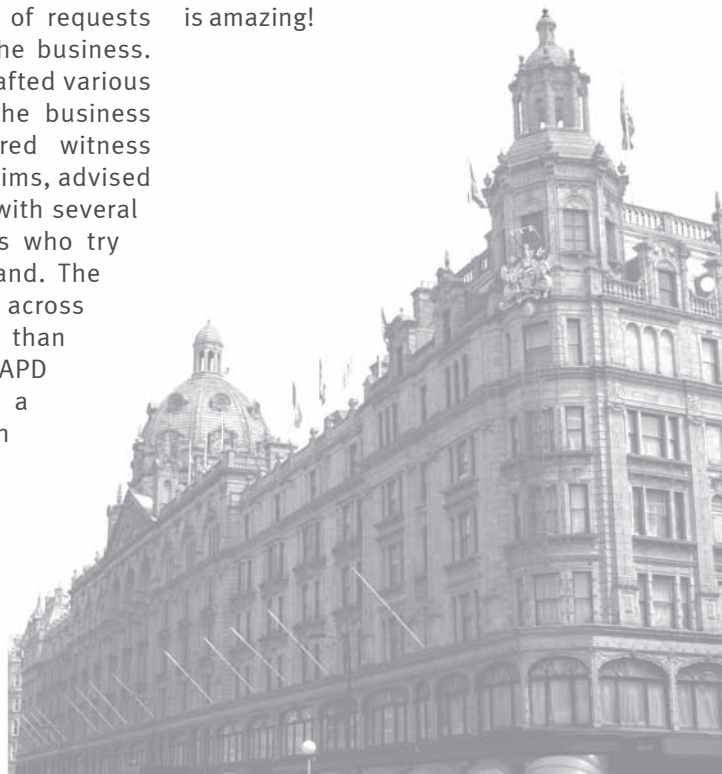 of requests
he business.
afted various
he business
red witness
ims, advised
with several
s who try
and. The
across
than
APD
a
n
is amazing!